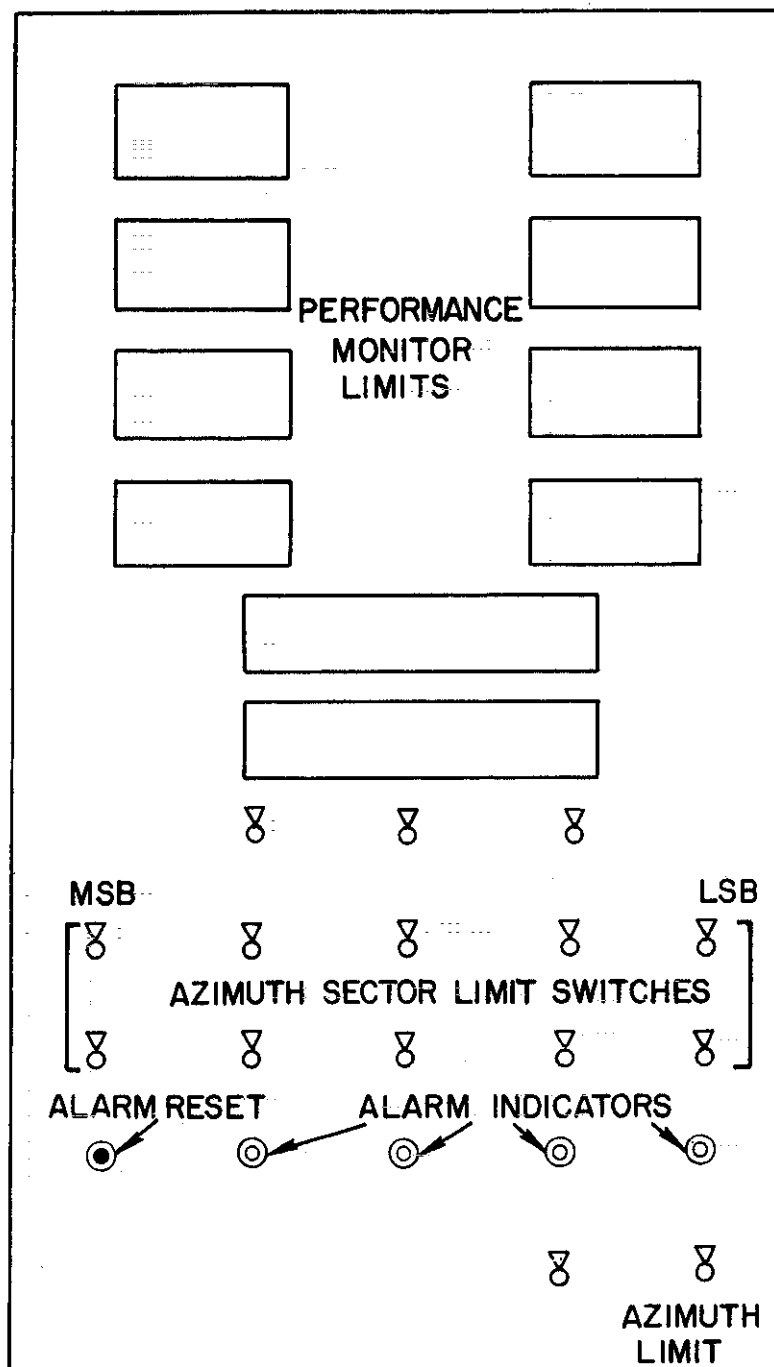 PERFORMANCE
MONITOR
LIMITS
MSB
LSB
AZIMUTH SECTOR LIMIT SWITCHES
ALARM RESET
ALARM INDICATORS
AZIMUTH
LIMIT